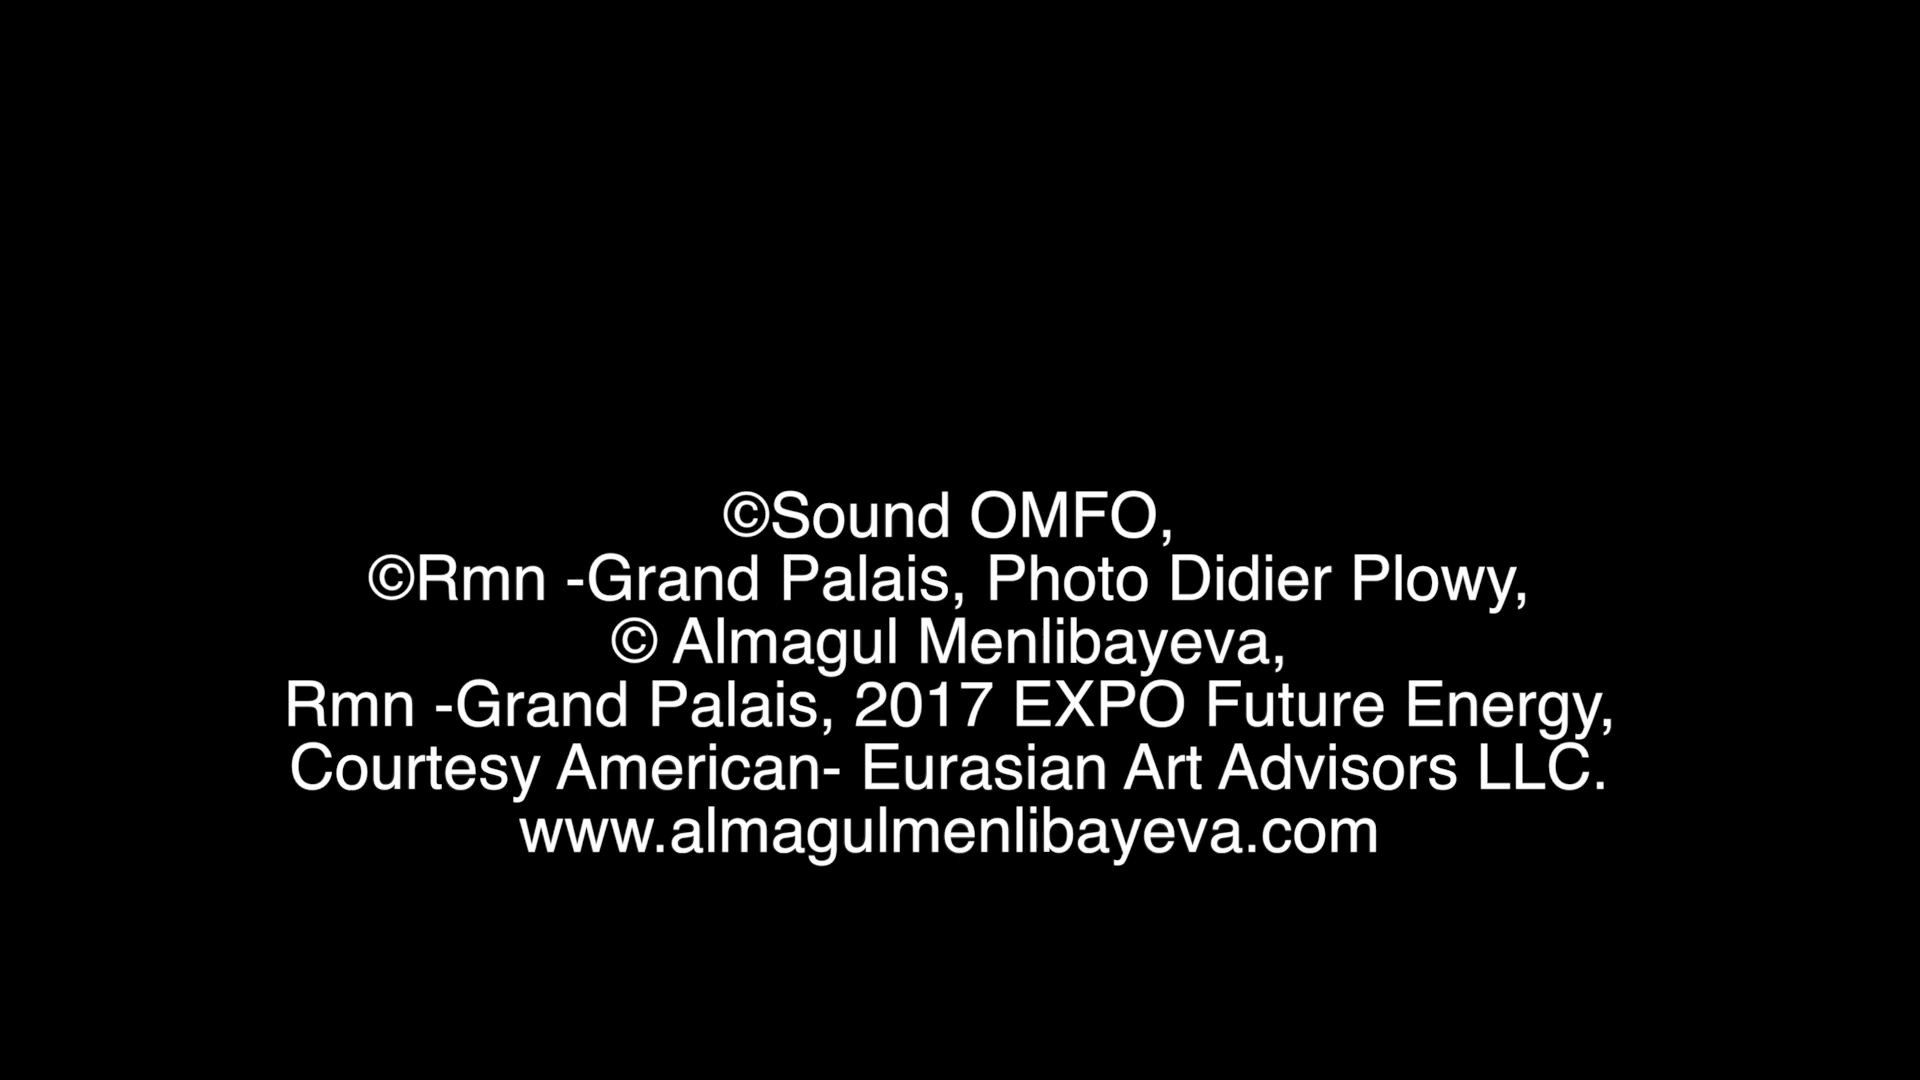 ©Sound OMFO,
©Rmn -Grand Palais, Photo Didier Plowy,
© Almagul Menlibayeva,
Rmn -Grand Palais, 2017 EXPO Future Energy,
Courtesy American- Eurasian Art Advisors LLC.
www.almagulmenlibayeva.com